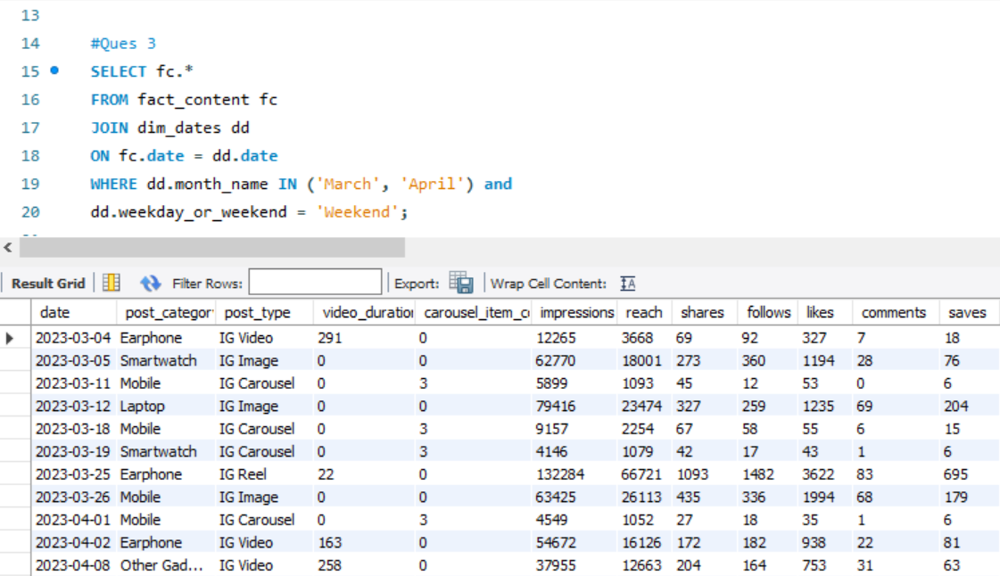 13
14 #Ques 3
15 SELECT fc.*
16 FROM fact_content fc
17 JOIN dim_dates dd
18 ON fc.date = dd.date
19 WHERE dd.month_name IN ('March', 'April') and
20 dd.weekday_or_weekend = 'Weekend';
Result Grid Filter Rows: Export: Wrap Cell Content:
date post_categor post_type video_duratio carousel_item_c impressions reach shares follows likes comments saves
2023-03-04 Earphone IG Video 291 0 12265 3668 69 92 327 7 18
2023-03-05 Smartwatch IG Image 0 0 62770 18001 273 360 1194 28 76
2023-03-11 Mobile IG Carousel 0 3 5899 1093 45 12 53 0 6
2023-03-12 Laptop IG Image 0 0 79416 23474 327 259 1235 69 204
2023-03-18 Mobile IG Carousel 0 3 9157 2254 67 58 55 6 15
2023-03-19 Smartwatch IG Carousel 0 3 4146 1079 42 17 43 1 6
2023-03-25 Earphone IG Reel 22 0 132284 66721 1093 1482 3622 83 695
2023-03-26 Mobile IG Image 0 0 63425 26113 435 336 1994 68 179
2023-04-01 Mobile IG Carousel 0 3 4549 1052 27 18 35 1 6
2023-04-02 Earphone IG Video 163 0 54672 16126 172 182 938 22 81
2023-04-08 Other Gad... IG Video 258 0 37955 12663 204 164 753 31 63